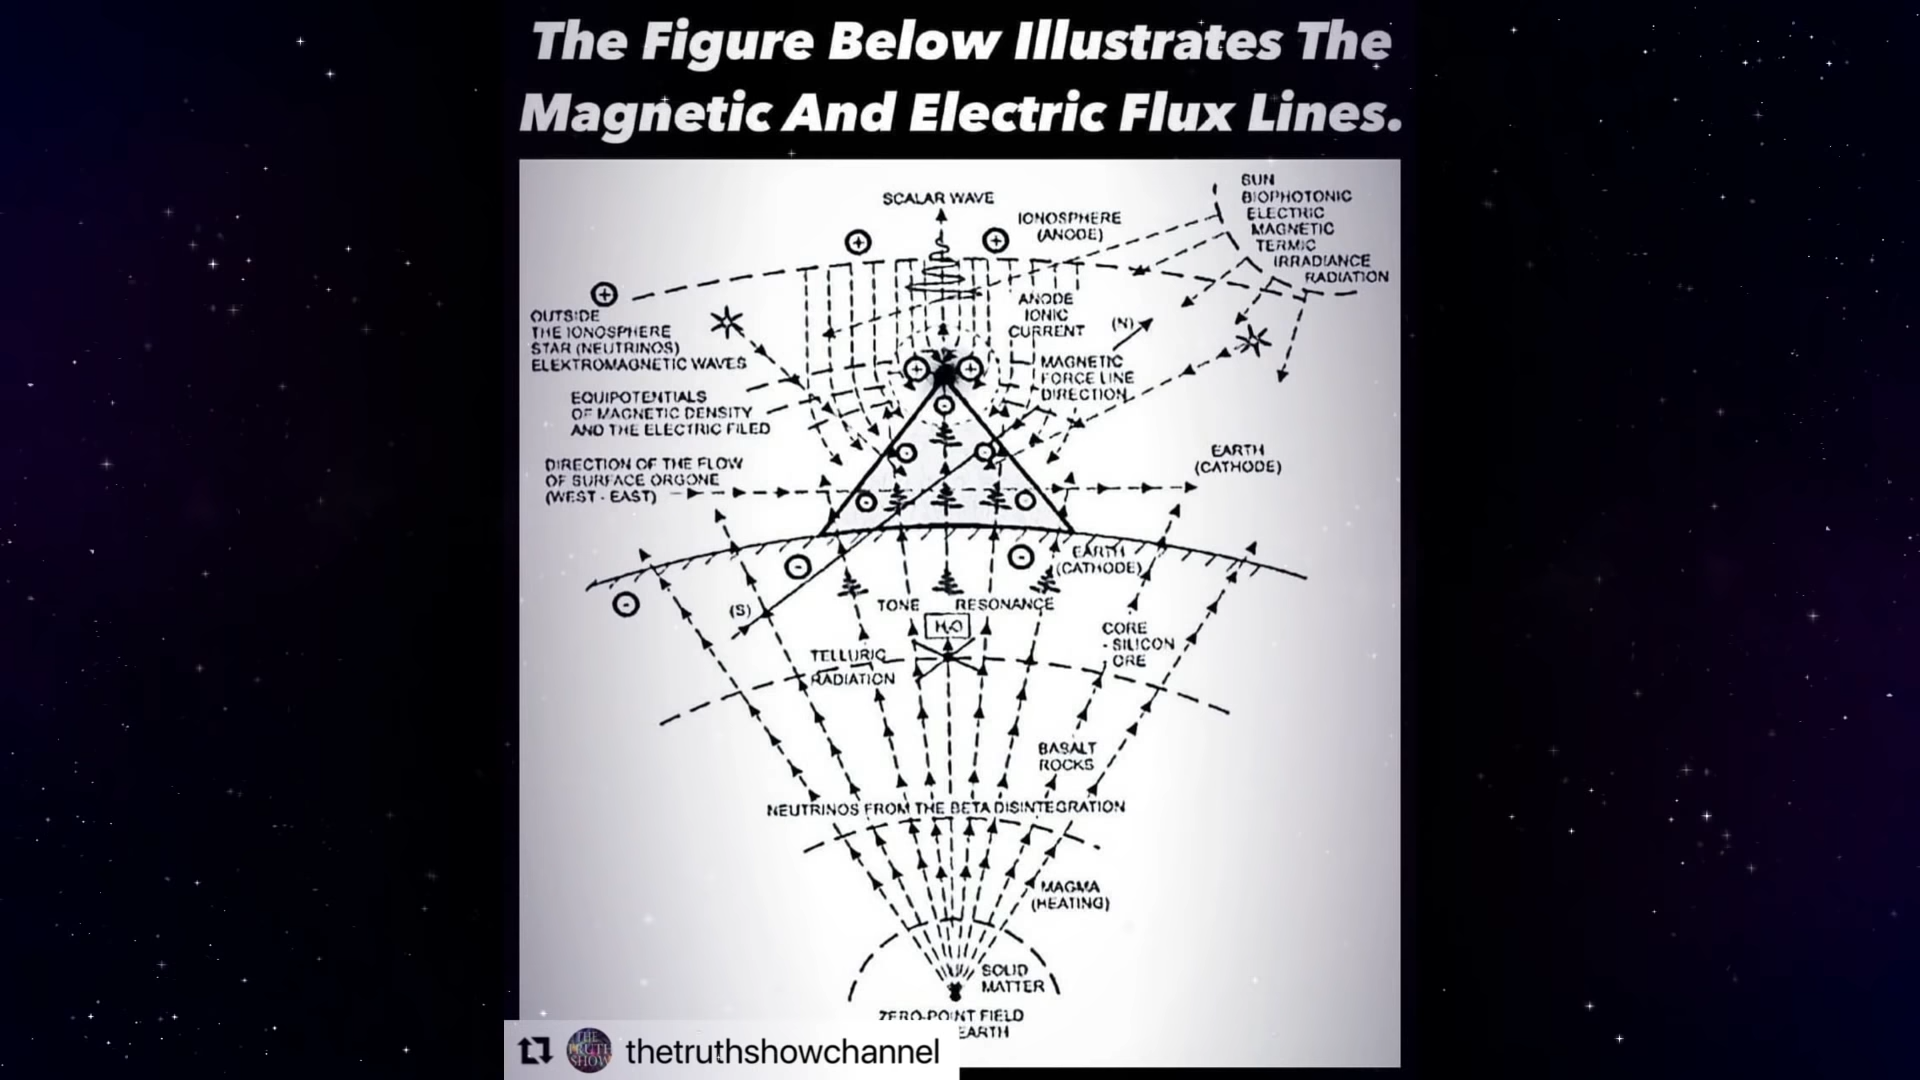 The Figure Below Illustrates The
Magnetic And Electric Flux Lines.
SCALAR WAVE
IONOSPHERE
(ANODE)
SUN
BIOPHOTONIC
ELECTRIC
MAGNETIC
TERMIC
IRRADIANCE
RADIATION
OUTSIDE
THE IONOSPHERE
STAR (NEUTRINOS)
ELEKTROMAGNETIC WAVES
ANODE
IONIC
CURRENT
(N)
MAGNETIC
FORCE LINE
DIRECTION
EQUIPOTENTIALS
OF MAGNETIC DENSITY
AND THE ELECTRIC FILED
DIRECTION OF THE FLOW
OF SURFACE ORGONE
(WEST - EAST)
EARTH
(CATHODE)
EARTH
(CATHODE)
(S)
TONE RESONANCE
H2O
TELLURIC
RADIATION
CORE
- SILICON
ORE
BASALT
ROCKS
NEUTRINOS FROM THE BETA DISINTEGRATION
MAGMA
(HEATING)
SOLID
MATTER
ZERO-POINT FIELD
EARTH
THE
TRUTH
SHOW
thetruthshowchannel